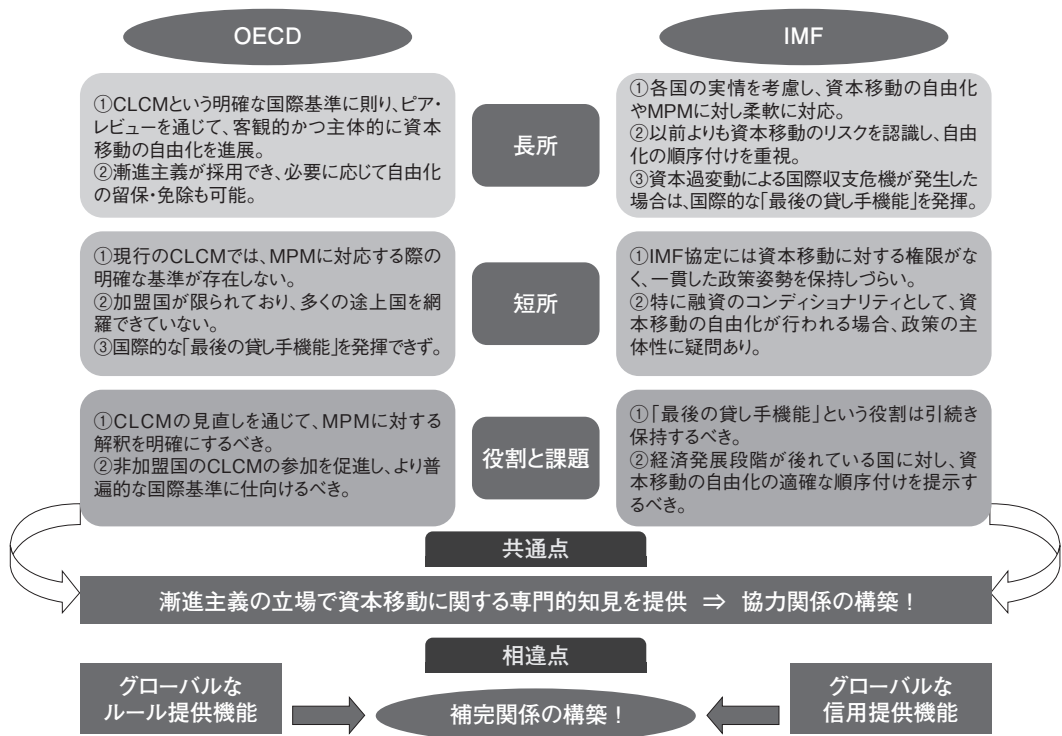 OECD
IMF
①CLCMという明確な国際基準に則り、ピア・
レビューを通じて、客観的かつ主体的に資本
移動の自由化を進展。
②漸進主義が採用でき、必要に応じて自由化
の留保・免除も可能。
長所
①各国の実情を考慮し、資本移動の自由化
やMPMに対し柔軟に対応。
②以前よりも資本移動のリスクを認識し、自由
化の順序付けを重視。
③資本過変動による国際収支危機が発生した
場合は、国際的な「最後の貸し手機能」を発揮。
①現行のCLCMでは、MPMに対応する際の
明確な基準が存在しない。
②加盟国が限られており、多くの途上国を網
羅できていない。
③国際的な「最後の貸し手機能」を発揮できず。
短所
①IMF協定には資本移動に対する権限がな
く、一貫した政策姿勢を保持しづらい。
②特に融資のコンディショナリティとして、資
本移動の自由化が行われる場合、政策の主
体性に疑問あり。
①CLCMの見直しを通じて、MPMに対する
解釈を明確にするべき。
②非加盟国のCLCMの参加を促進し、より普
遍的な国際基準に仕向けるべき。
役割と課題
①「最後の貸し手機能」という役割は引続き
保持するべき。
②経済発展段階が後れている国に対し、資
本移動の自由化の適確な順序付けを提示す
るべき。
共通点
漸進主義の立場で資本移動に関する専門的知見を提供 ⇒ 協力関係の構築！
相違点
グローバルな
ルール提供機能
補完関係の構築！
グローバルな
信用提供機能